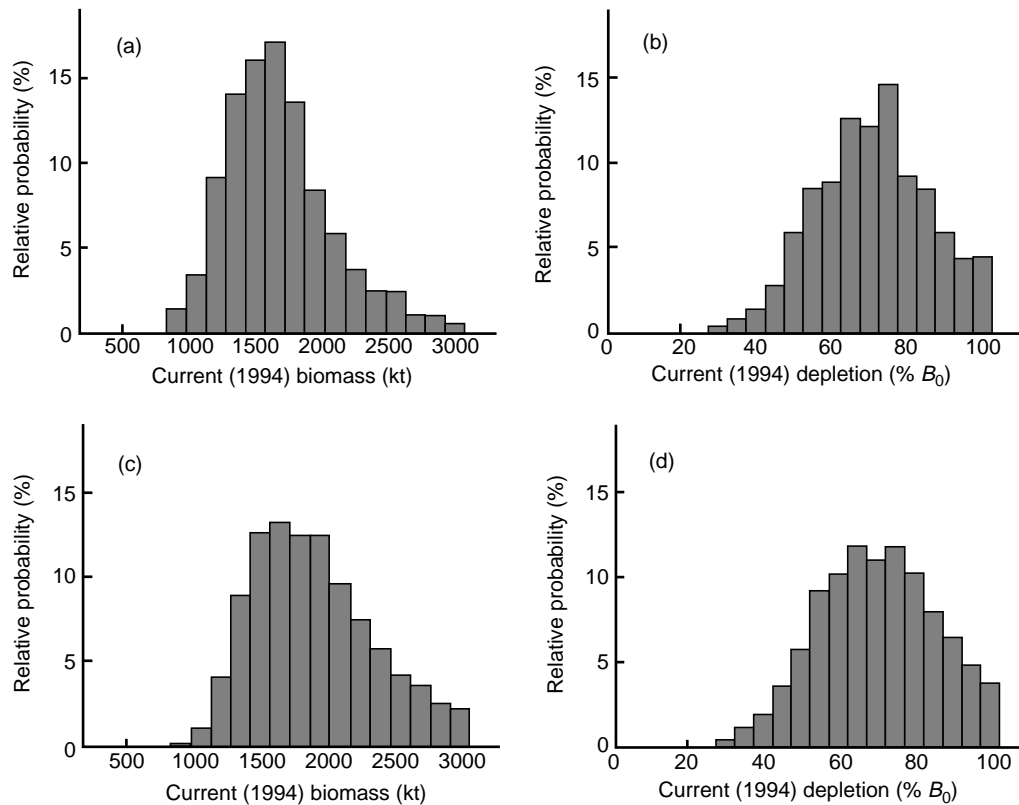 (a)
Relative probability (%)
15
10
5
0
500 1000 1500 2000 2500 3000
Current (1994) biomass (kt)
(b)
Relative probability (%)
15
10
5
0
0 20 40 60 80 100
Current (1994) depletion (% B0)
(c)
Relative probability (%)
15
10
5
0
500 1000 1500 2000 2500 3000
Current (1994) biomass (kt)
(d)
Relative probability (%)
15
10
5
0
0 20 40 60 80 100
Current (1994) depletion (% B0)